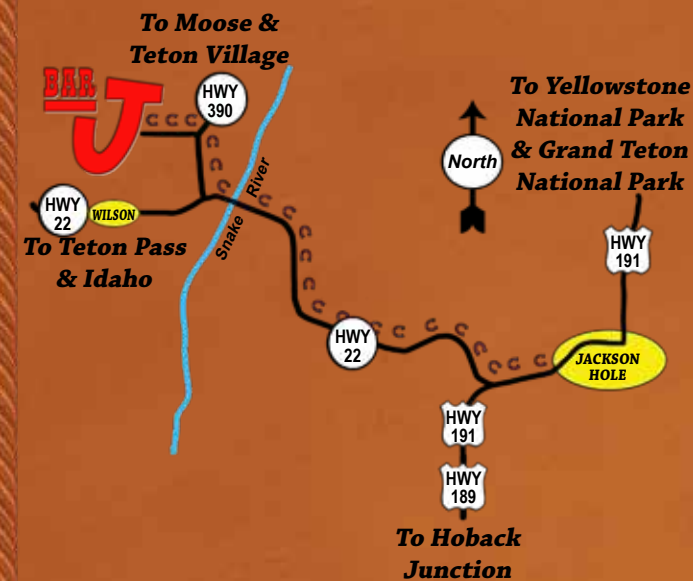 To Moose &
Teton Village
BAR
J
HWY
390
To Yellowstone
National Park
& Grand Teton
National Park
North
HWY
22
WILSON
To Teton Pass
& Idaho
Snake River
HWY
191
HWY
22
JACKSON
HOLE
HWY
191
HWY
189
To Hoback
Junction